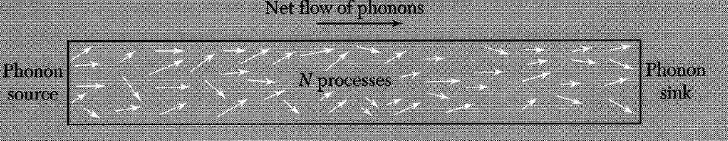 Net flow of phonons
Phonon
source
N processes
Phonon
sink